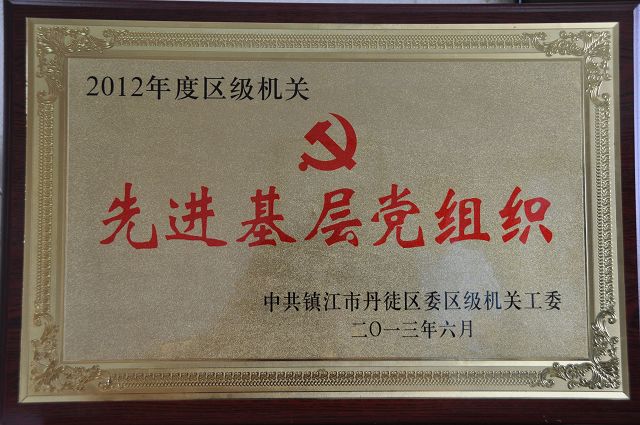 2012年度区级机关
先进基层党组织
中共镇江市丹徒区委区级机关工委
二〇一三年六月